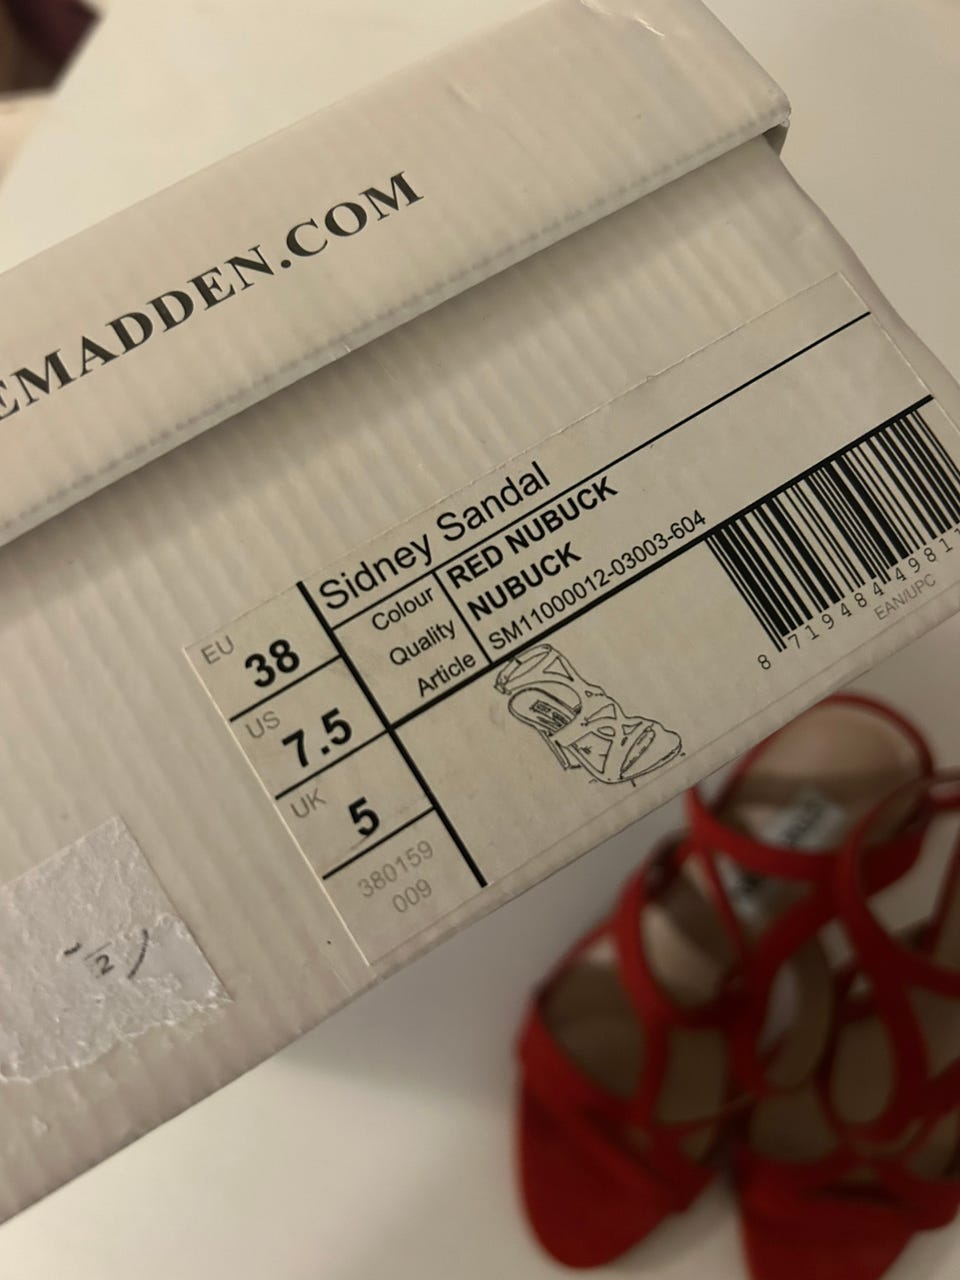 EMADDEN.COM
Sidney Sandal
EU 38
US 7.5
UK 5
380159
009
Colour RED NUBUCK
Quality NUBUCK
Article SM11000012-03003-604
8 719484 49811
EAN/UPC